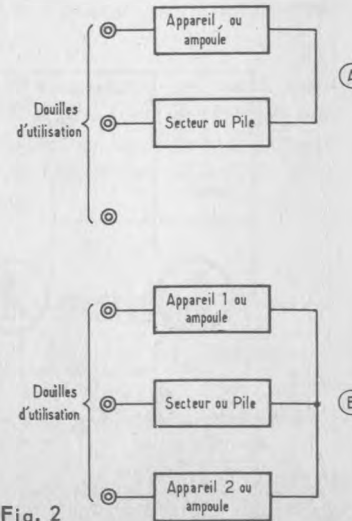 Appareil, ou
ampoule
A
Douilles
d'utilisation
Secteur ou Pile
Appareil 1 ou
ampoule
Douilles
d'utilisation
Secteur ou Pile
B
Appareil 2 ou
ampoule
Fig. 2